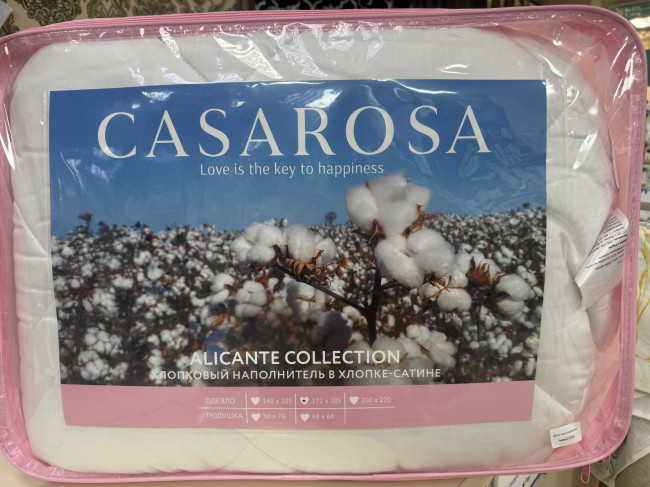 CASAROSA
Love is the key to happiness
ALICANTE COLLECTION
ХЛОПКОВЫЙ НАПОЛНИТЕЛЬ В ХЛОПКЕ-САТИНЕ
ОДЕЯЛО 140 x 205 172 x 205 200 x 220
ПОДУШКА 50 x 70 68 x 68